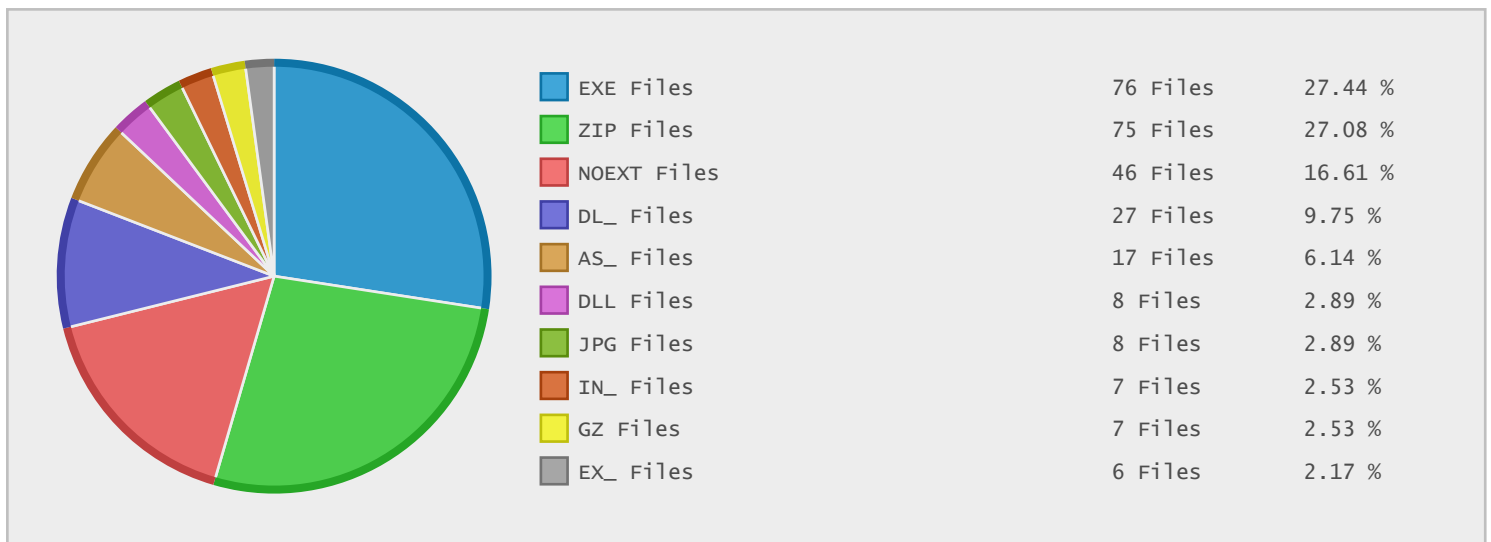 EXE Files 76 Files 27.44 %
ZIP Files 75 Files 27.08 %
NOEXT Files 46 Files 16.61 %
DL_ Files 27 Files 9.75 %
AS_ Files 17 Files 6.14 %
DLL Files 8 Files 2.89 %
JPG Files 8 Files 2.89 %
IN_ Files 7 Files 2.53 %
GZ Files 7 Files 2.53 %
EX_ Files 6 Files 2.17 %